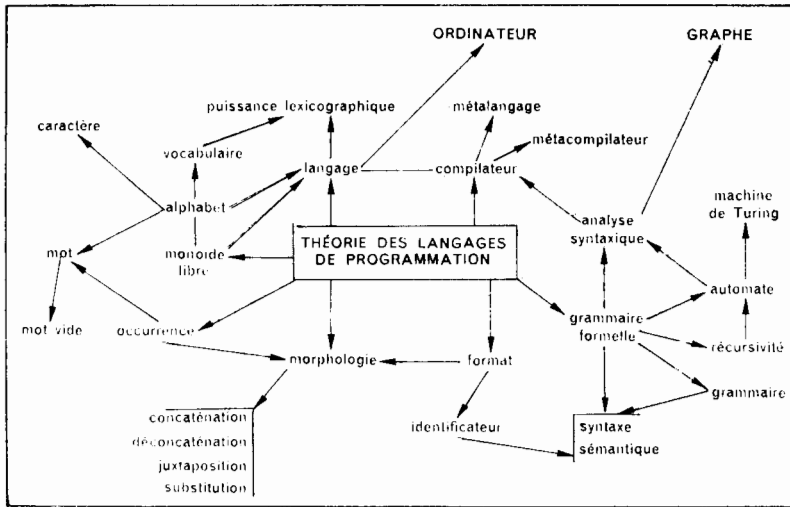 ORDINATEUR
GRAPHE
puissance lexicographique
métalangage
caractère
métacompilateur
vocabulaire
langage
compilateur
machine
de Turing
alphabet
analyse
syntaxique
THÉORIE DES LANGAGES
DE PROGRAMMATION
mot
monoïde
libre
automate
mot vide
occurrence
grammaire
formelle
morphologie
format
récursivité
grammaire
concaténation
identificateur
syntaxe
déconcaténation
sémantique
juxtaposition
substitution